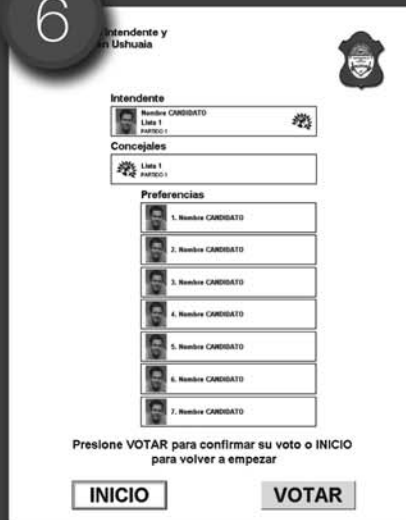 6
Intendente y
en Ushuaia
Intendente
Nombre CANDIDATO
Lista 1
PARTIDO 1
Concejales
Lista 1
PARTIDO 1
Preferencias
1. Nombre CANDIDATO
2. Nombre CANDIDATO
3. Nombre CANDIDATO
4. Nombre CANDIDATO
5. Nombre CANDIDATO
6. Nombre CANDIDATO
7. Nombre CANDIDATO
Presione VOTAR para confirmar su voto o INICIO
para volver a empezar
INICIO
VOTAR